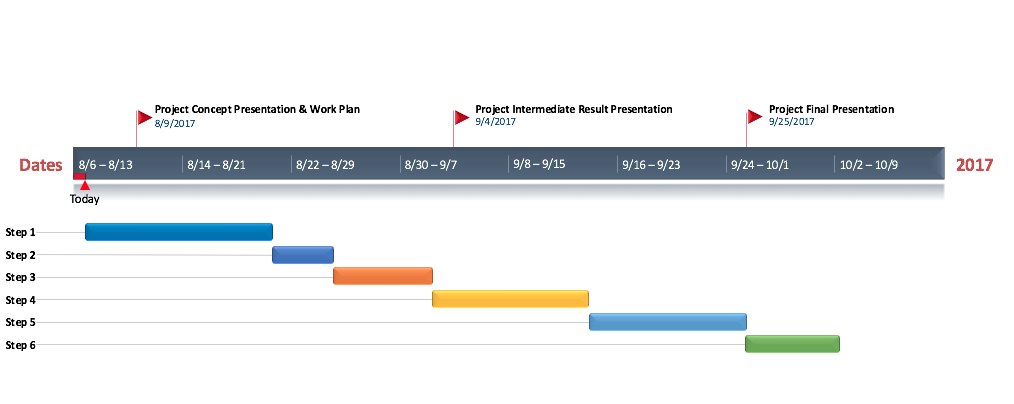 Project Concept Presentation & Work Plan
8/9/2017
Project Intermediate Result Presentation
9/4/2017
Project Final Presentation
9/25/2017
Dates 8/6 – 8/13 8/14 – 8/21 8/22 – 8/29 8/30 – 9/7 9/8 – 9/15 9/16 – 9/23 9/24 – 10/1 10/2 – 10/9 2017
Today
Step 1
Step 2
Step 3
Step 4
Step 5
Step 6